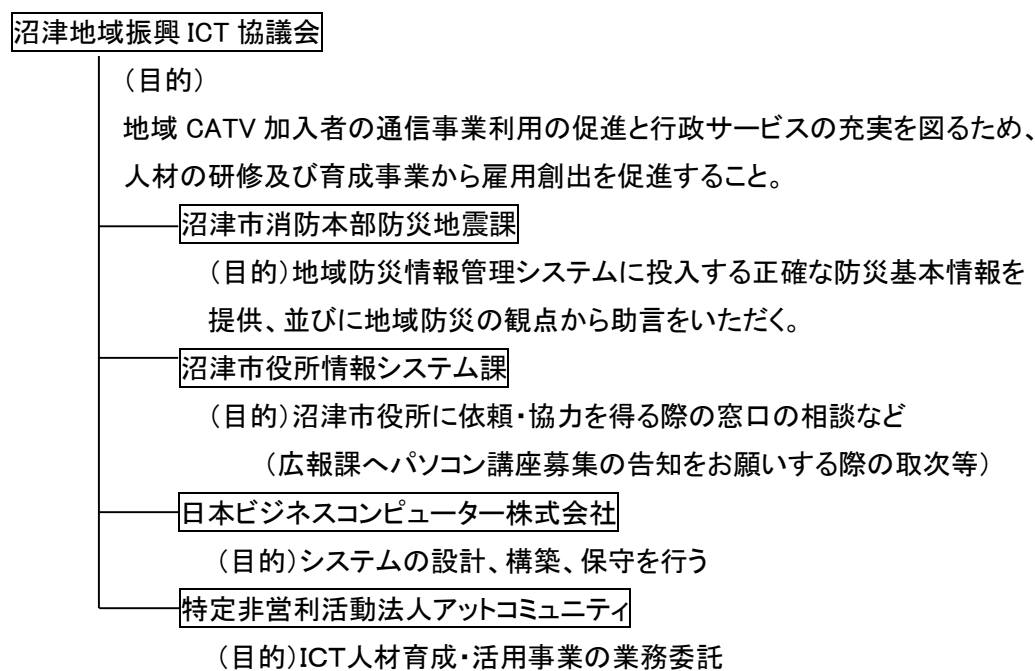 沼津地域振興 ICT 協議会
（目的）
地域 CATV 加入者の通信事業利用の促進と行政サービスの充実を図るため、
人材の研修及び育成事業から雇用創出を促進すること。
沼津市消防本部防災地震課
（目的）地域防災情報管理システムに投入する正確な防災基本情報を
提供、並びに地域防災の観点から助言をいただく。
沼津市役所情報システム課
（目的）沼津市役所に依頼・協力を得る際の窓口の相談など
（広報課へパソコン講座募集の告知をお願いする際の取次等）
日本ビジネスコンピューター株式会社
（目的）システムの設計、構築、保守を行う
特定非営利活動法人アットコミュニティ
（目的）ＩＣＴ人材育成・活用事業の業務委託